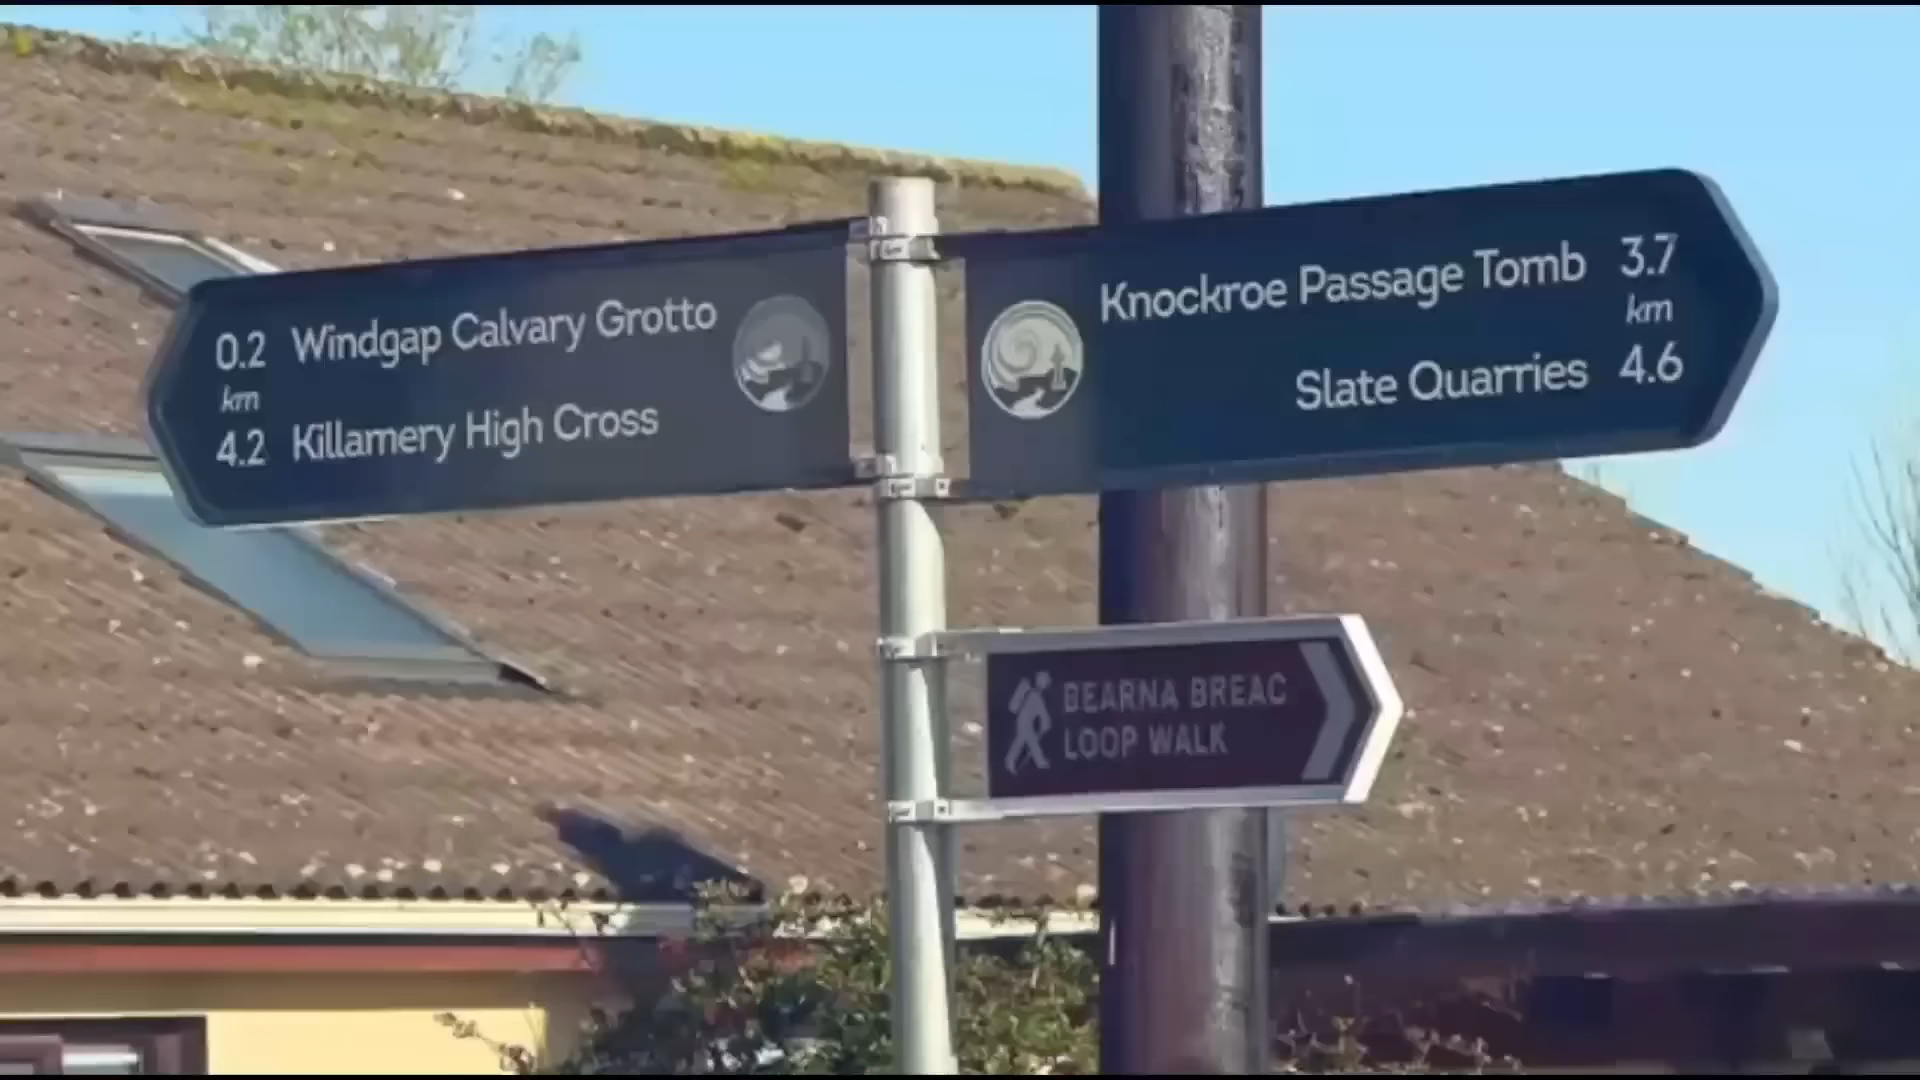 0.2 Windgap Calvary Grotto
km
4.2 Killamery High Cross
Knockroe Passage Tomb 3.7
km
Slate Quarries 4.6
BEARNA BREAC
LOOP WALK